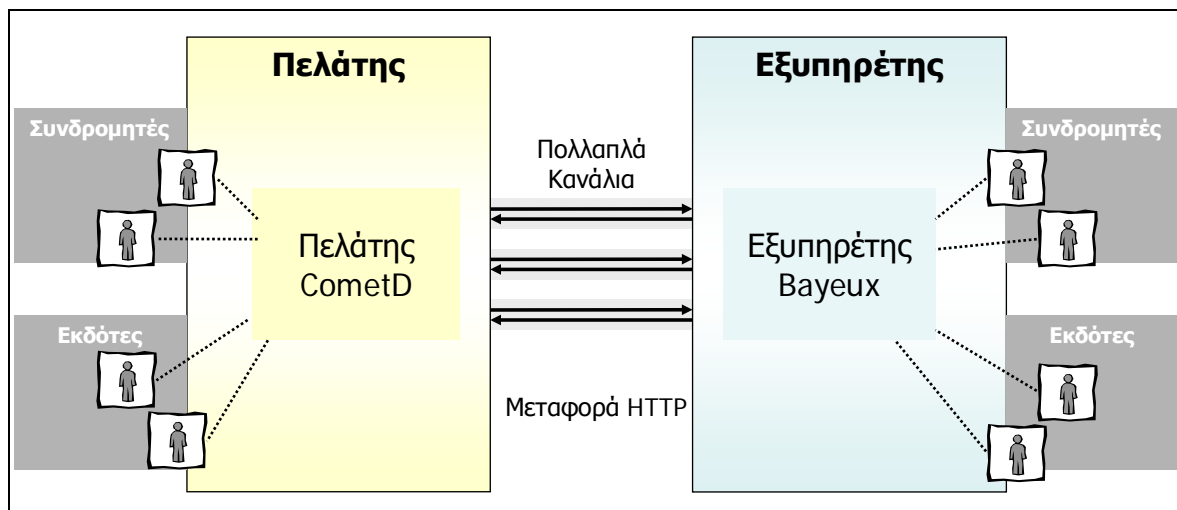 Πελάτης
Εξυπηρέτης
Συνδρομητές
Συνδρομητές
Πολλαπλά
Κανάλια
Πελάτης
CometD
Εξυπηρέτης
Bayeux
Εκδότες
Εκδότες
Μεταφορά HTTP